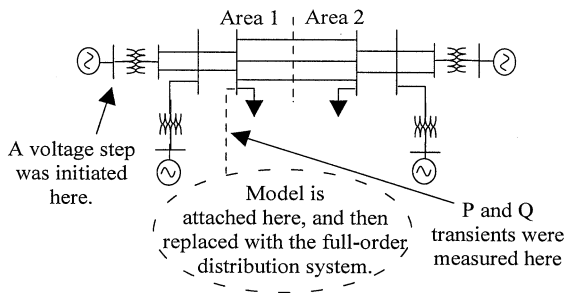 Area 1 Area 2
A voltage step
was initiated
here.
Model is
attached here, and then
replaced with the full-order
distribution system.
P and Q
transients were
measured here